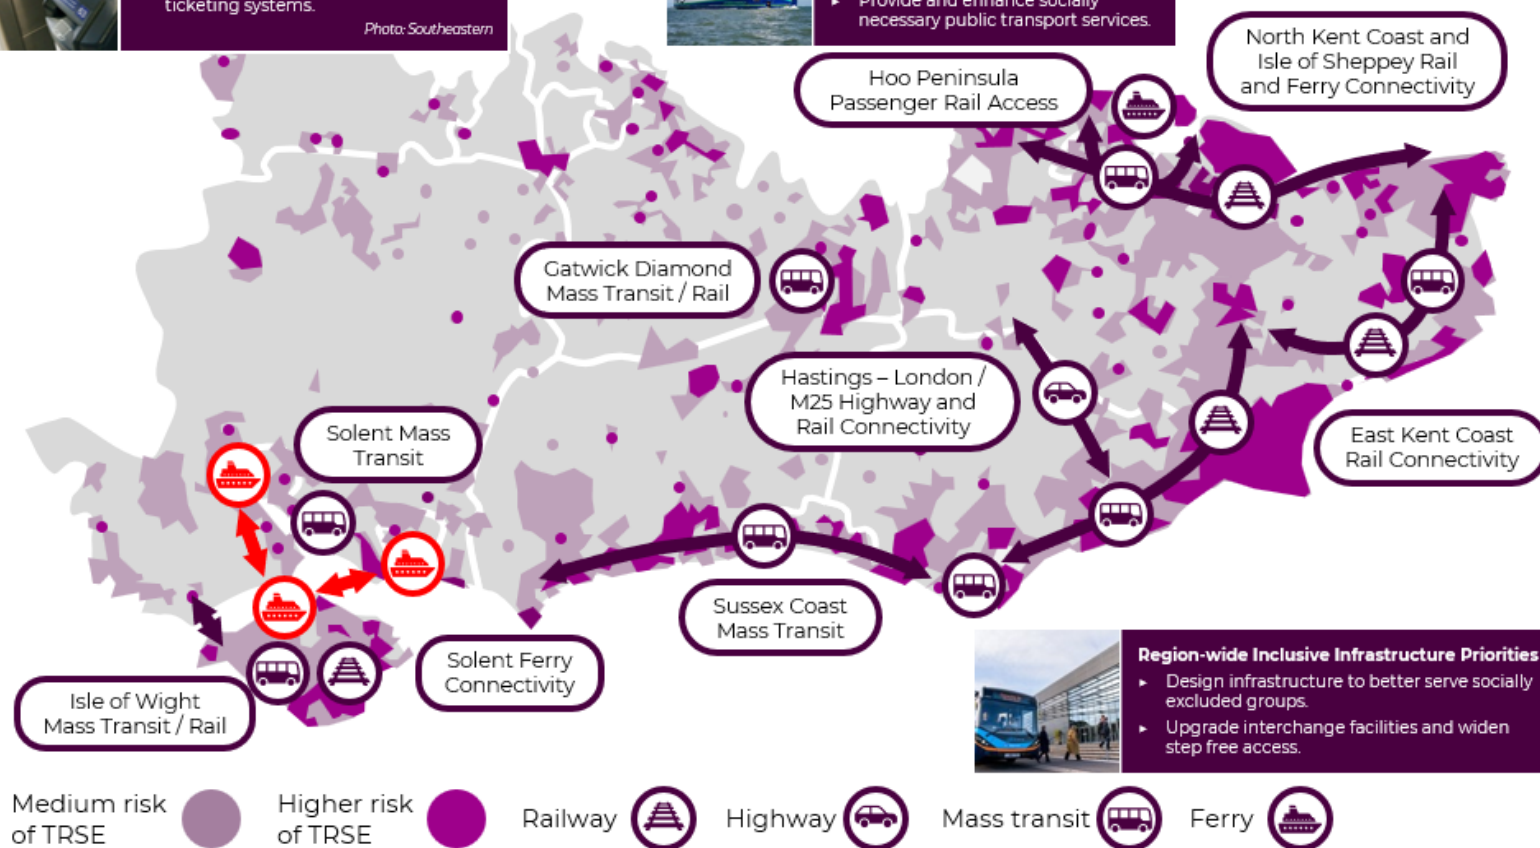 ticketing systems.
Photo: Southeastern
Provide and enhance socially
necessary public transport services.
North Kent Coast and
Isle of Sheppey Rail
and Ferry Connectivity
Hoo Peninsula
Passenger Rail Access
Gatwick Diamond
Mass Transit / Rail
Hastings – London /
M25 Highway and
Rail Connectivity
Solent Mass
Transit
East Kent Coast
Rail Connectivity
Sussex Coast
Mass Transit
Solent Ferry
Connectivity
Isle of Wight
Mass Transit / Rail
Region-wide Inclusive Infrastructure Priorities
Design infrastructure to better serve socially
excluded groups.
Upgrade interchange facilities and widen
step free access.
Medium risk
of TRSE
Higher risk
of TRSE
Railway
Highway
Mass transit
Ferry